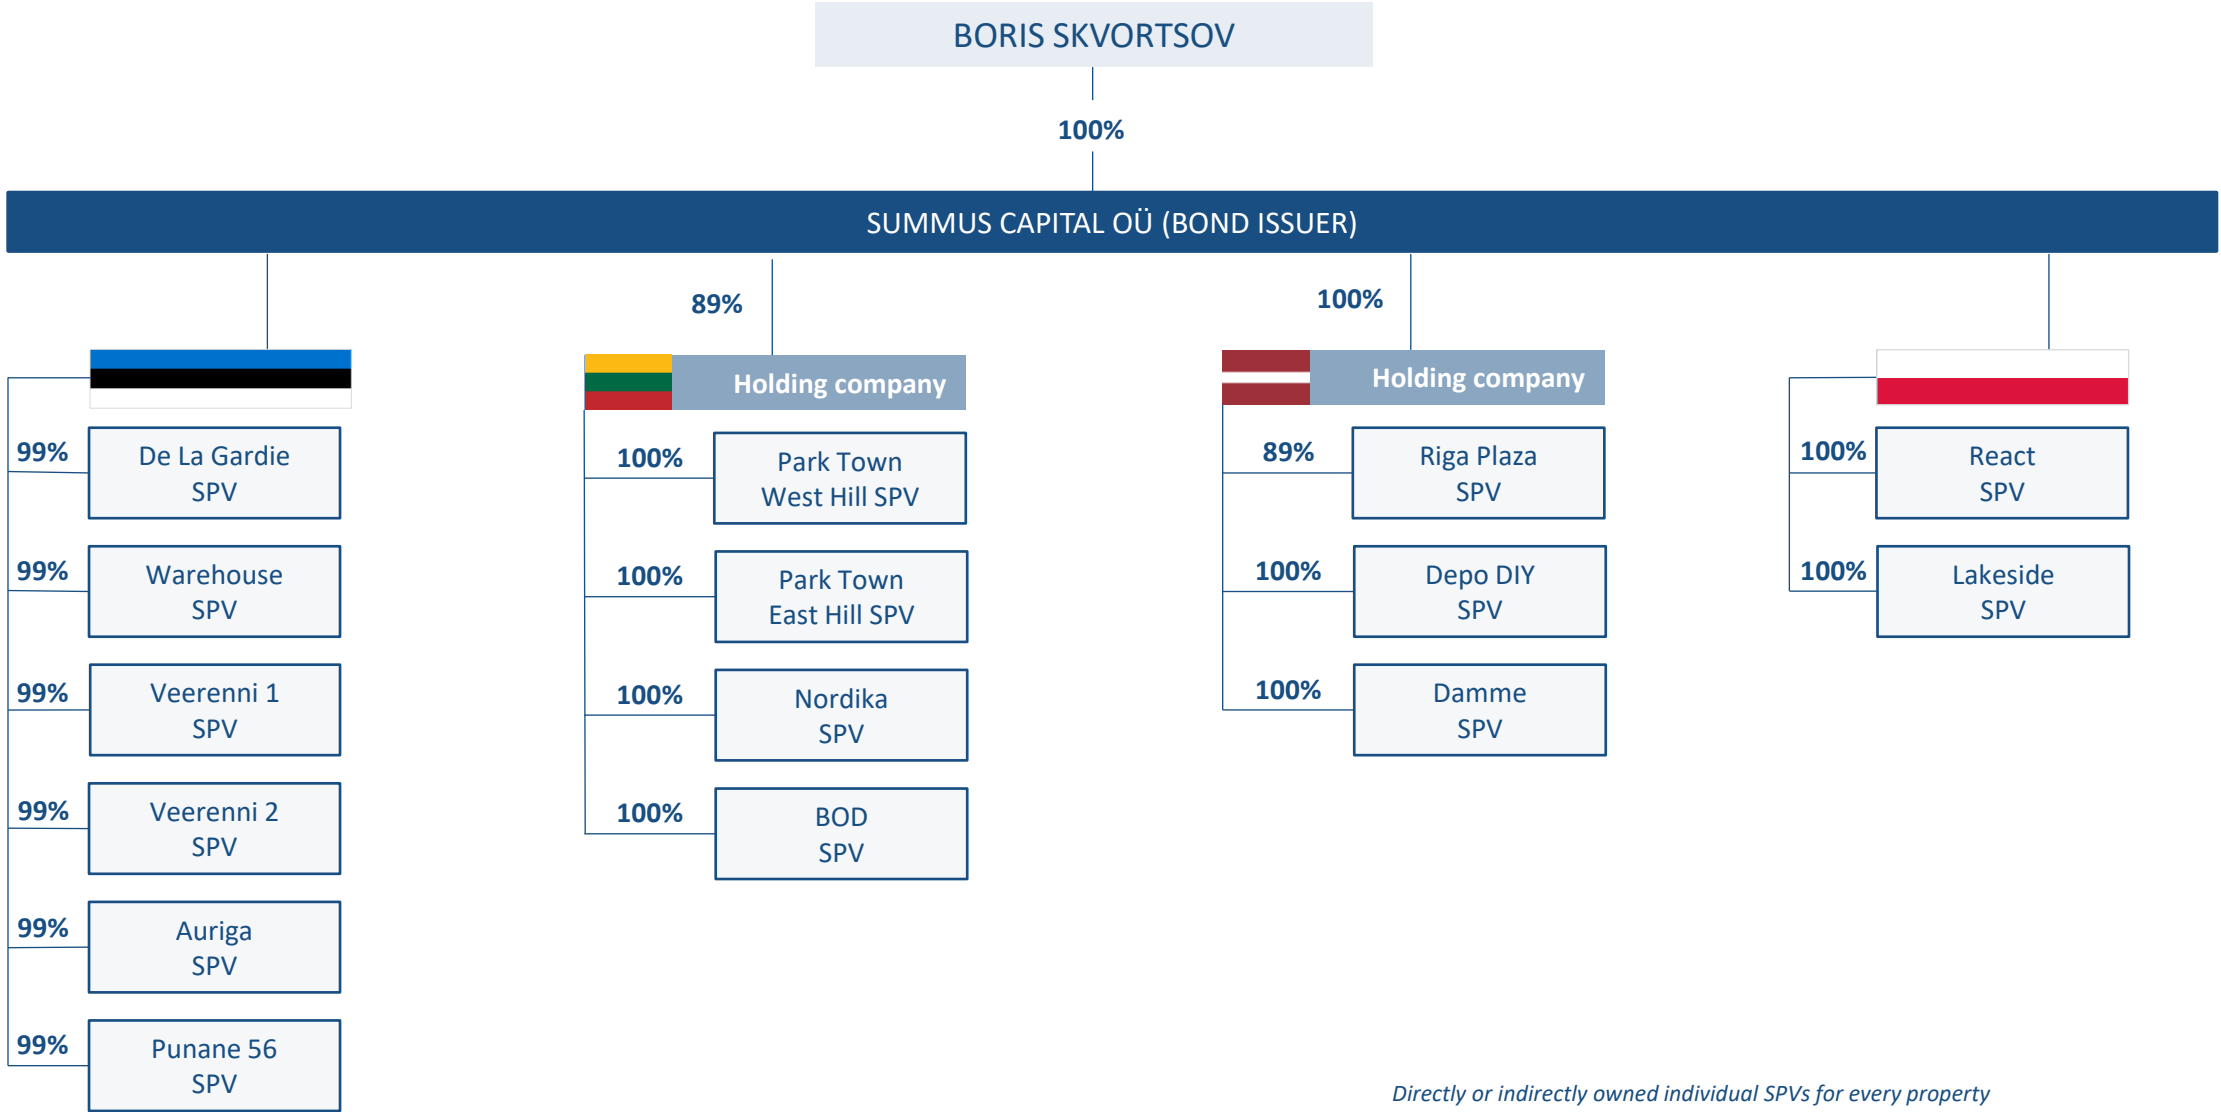 BORIS SKVORTSOV
100%
SUMMUS CAPITAL OÜ (BOND ISSUER)
99%
De La Gardie
SPV
99%
Warehouse
SPV
99%
Veerenni 1
SPV
99%
Veerenni 2
SPV
99%
Auriga
SPV
99%
Punane 56
SPV
89%
Holding company
100%
Park Town
West Hill SPV
100%
Park Town
East Hill SPV
100%
Nordika
SPV
100%
BOD
SPV
100%
Holding company
89%
Riga Plaza
SPV
100%
Depo DIY
SPV
100%
Damme
SPV
100%
React
SPV
100%
Lakeside
SPV
Directly or indirectly owned individual SPVs for every property